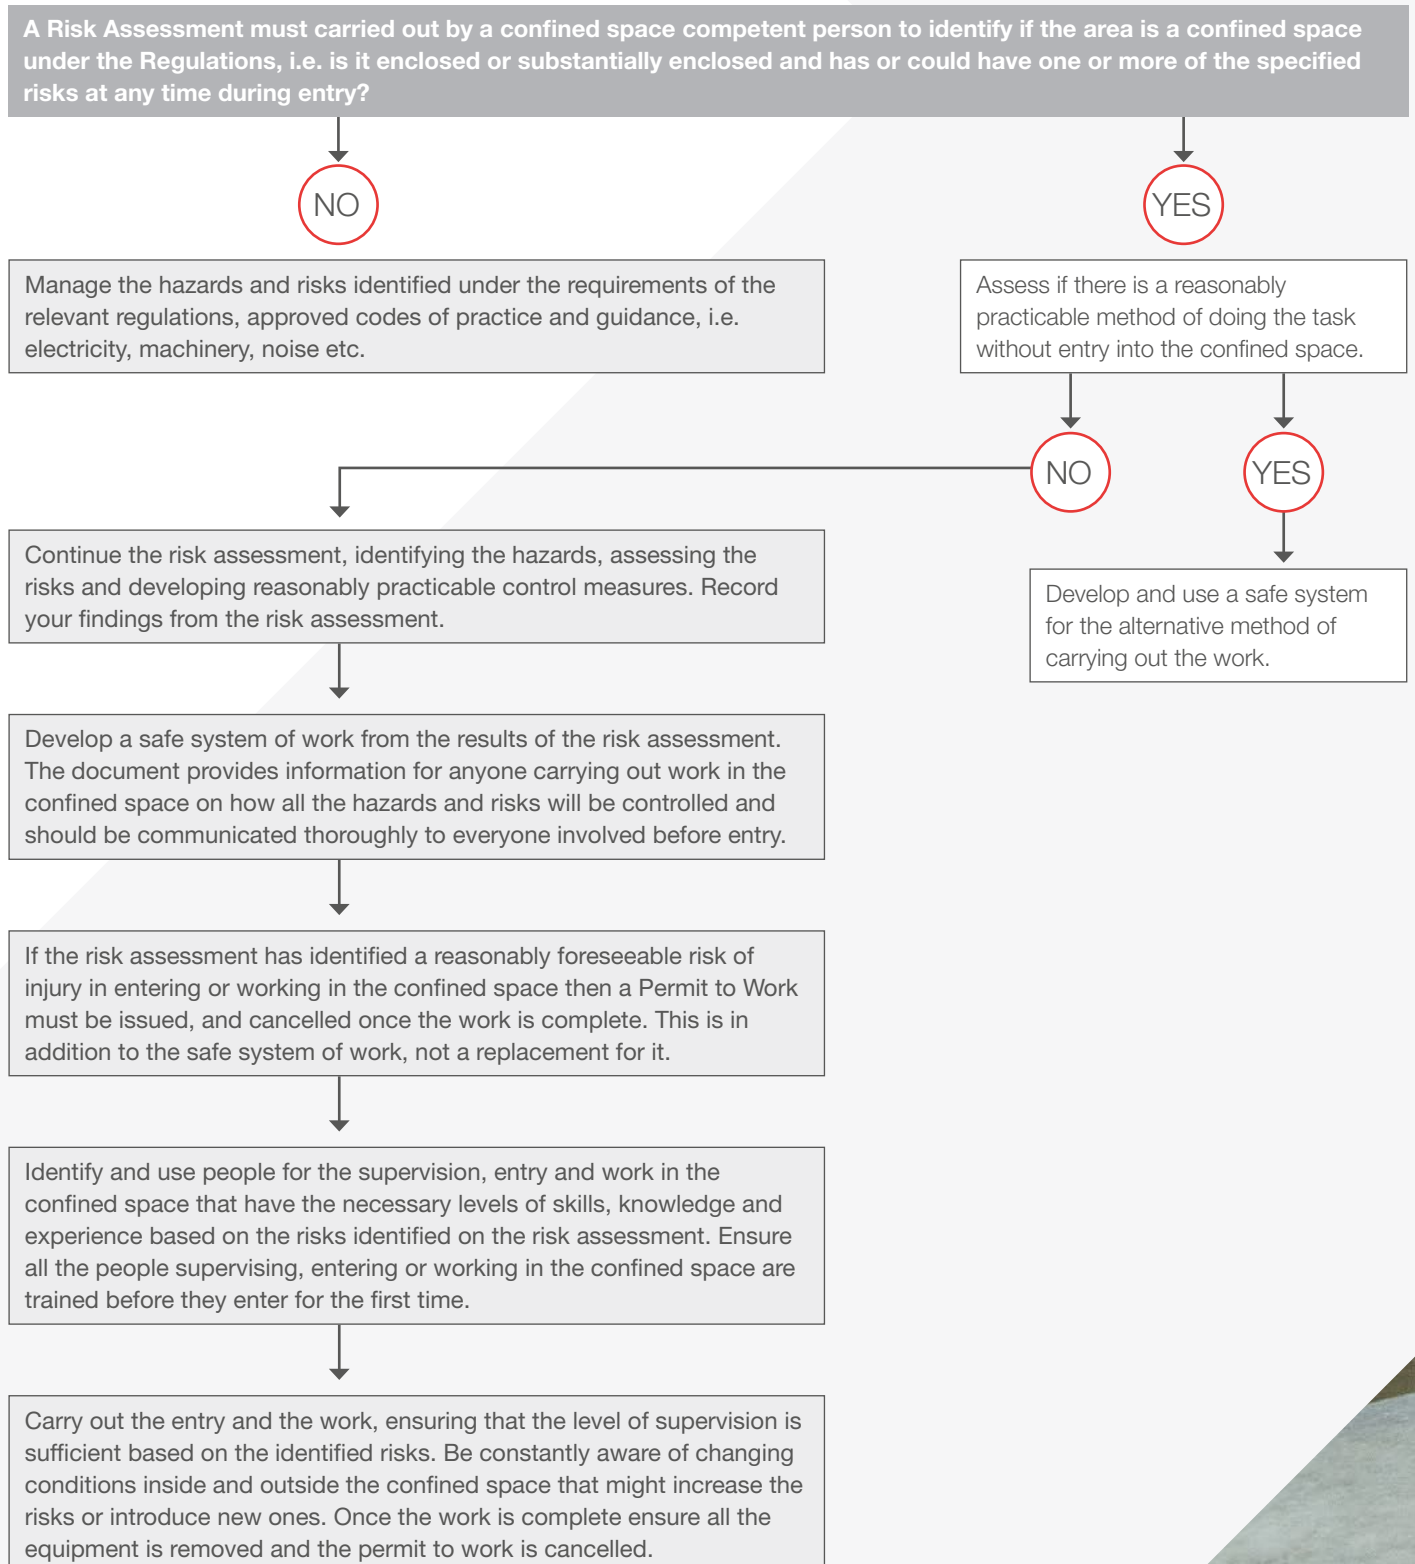 A Risk Assessment must carried out by a confined space competent person to identify if the area is a confined space
under the Regulations, i.e. is it enclosed or substantially enclosed and has or could have one or more of the specified
risks at any time during entry?
NO
YES
Manage the hazards and risks identified under the requirements of the
relevant regulations, approved codes of practice and guidance, i.e.
electricity, machinery, noise etc.
Assess if there is a reasonably
practicable method of doing the task
without entry into the confined space.
NO
YES
Continue the risk assessment, identifying the hazards, assessing the
risks and developing reasonably practicable control measures. Record
your findings from the risk assessment.
Develop and use a safe system
for the alternative method of
carrying out the work.
Develop a safe system of work from the results of the risk assessment.
The document provides information for anyone carrying out work in the
confined space on how all the hazards and risks will be controlled and
should be communicated thoroughly to everyone involved before entry.
If the risk assessment has identified a reasonably foreseeable risk of
injury in entering or working in the confined space then a Permit to Work
must be issued, and cancelled once the work is complete. This is in
addition to the safe system of work, not a replacement for it.
Identify and use people for the supervision, entry and work in the
confined space that have the necessary levels of skills, knowledge and
experience based on the risks identified on the risk assessment. Ensure
all the people supervising, entering or working in the confined space are
trained before they enter for the first time.
Carry out the entry and the work, ensuring that the level of supervision is
sufficient based on the identified risks. Be constantly aware of changing
conditions inside and outside the confined space that might increase the
risks or introduce new ones. Once the work is complete ensure all the
equipment is removed and the permit to work is cancelled.